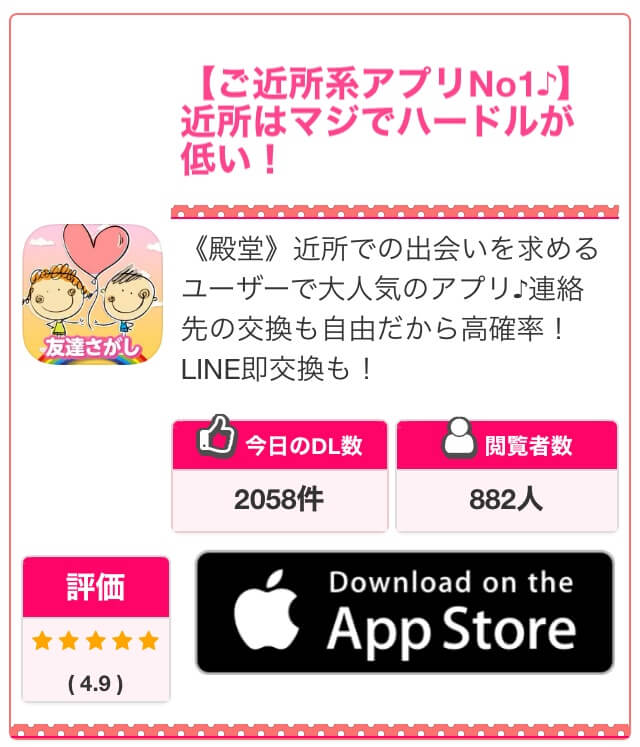 【ご近所系アプリNo1♪】
近所はマジでハードルが
低い！
《殿堂》近所での出会いを求める
ユーザーで大人気のアプリ♪連絡
先の交換も自由だから高確率！
LINE即交換も！
友達さがし
今日のDL数
2058件
閲覧者数
882人
評価
★★★★★
( 4.9 )
Download on the
App Store